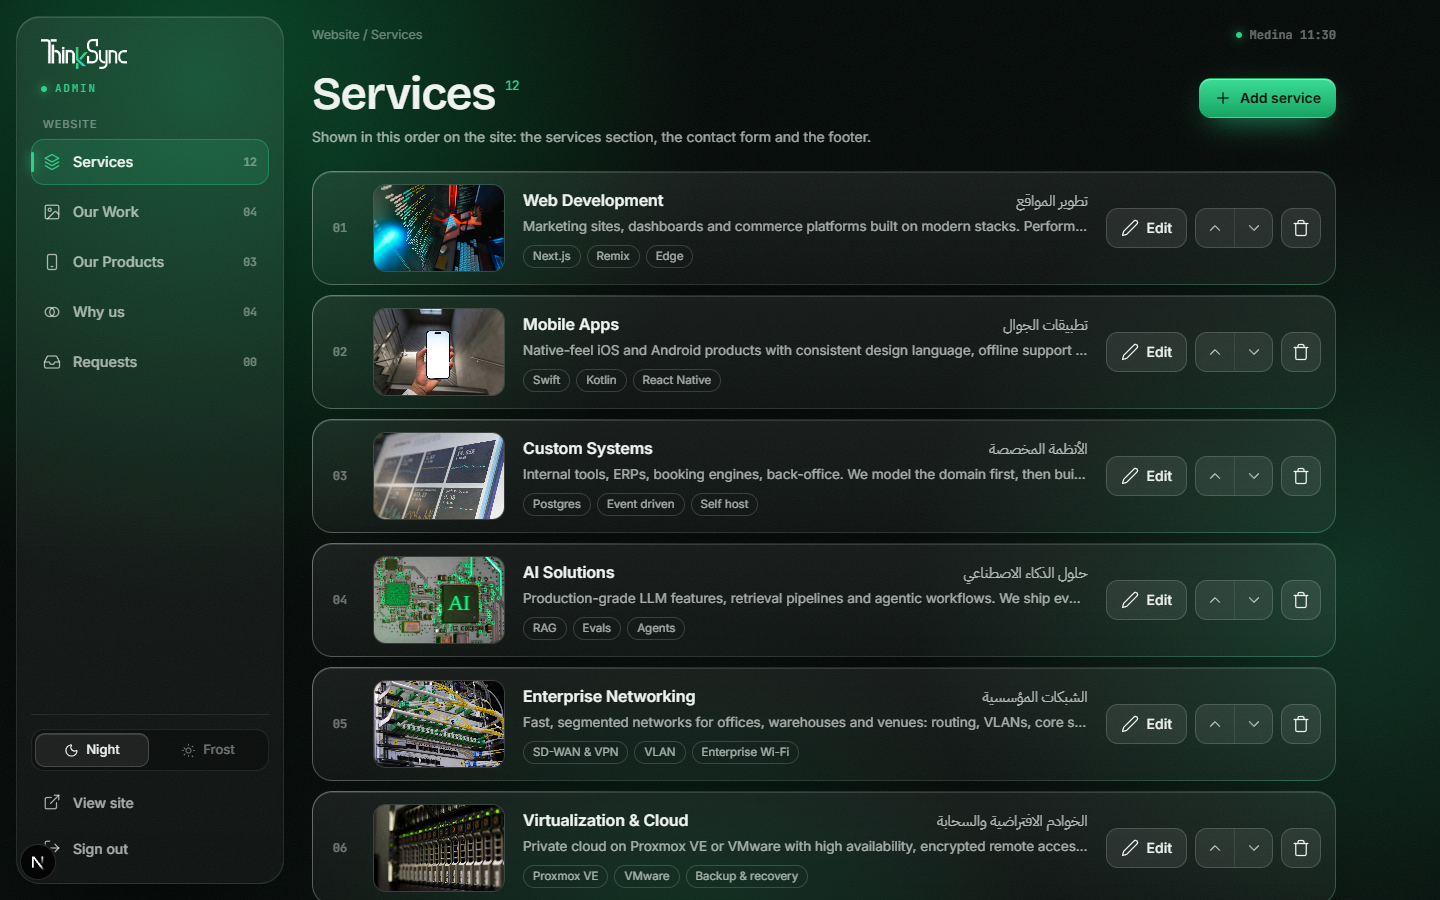 ThinkSync
ADMIN
WEBSITE
Services 12
Our Work 04
Our Products 03
Why us 04
Requests 00
Night Frost
View site
Sign out
N
Website / Services
Medina 11:30
Services 12
Add service
Shown in this order on the site: the services section, the contact form and the footer.
01
Web Development
تطوير المواقع
Marketing sites, dashboards and commerce platforms built on modern stacks. Perform...
Next.js Remix Edge
Edit
02
Mobile Apps
تطبيقات الجوال
Native-feel iOS and Android products with consistent design language, offline support ...
Swift Kotlin React Native
Edit
03
Custom Systems
الأنظمة المخصصة
Internal tools, ERPs, booking engines, back-office. We model the domain first, then bui...
Postgres Event driven Self host
Edit
04
AI
AI Solutions
حلول الذكاء الاصطناعي
Production-grade LLM features, retrieval pipelines and agentic workflows. We ship ev...
RAG Evals Agents
Edit
05
Enterprise Networking
الشبكات المؤسسية
Fast, segmented networks for offices, warehouses and venues: routing, VLANs, core s...
SD-WAN & VPN VLAN Enterprise Wi-Fi
Edit
06
Virtualization & Cloud
الخوادم الافتراضية والسحابة
Private cloud on Proxmox VE or VMware with high availability, encrypted remote acces...
Proxmox VE VMware Backup & recovery
Edit